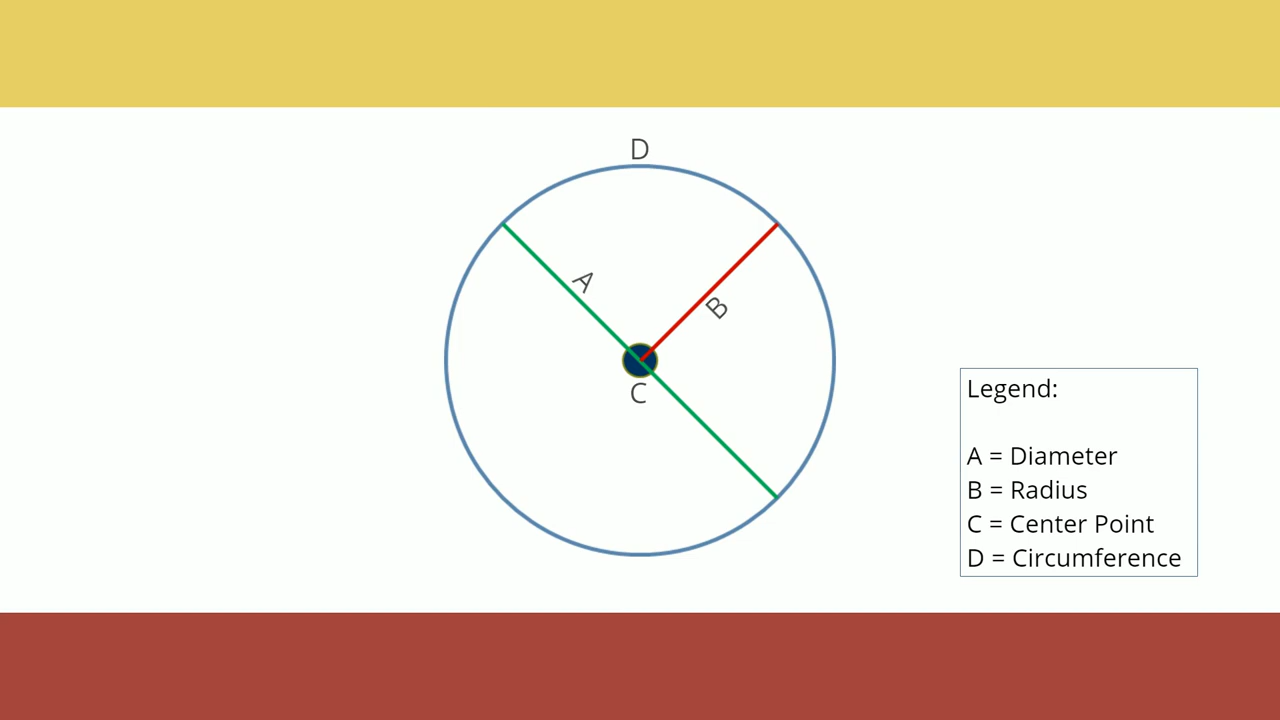 D
A
B
C
Legend:
A = Diameter
B = Radius
C = Center Point
D = Circumference